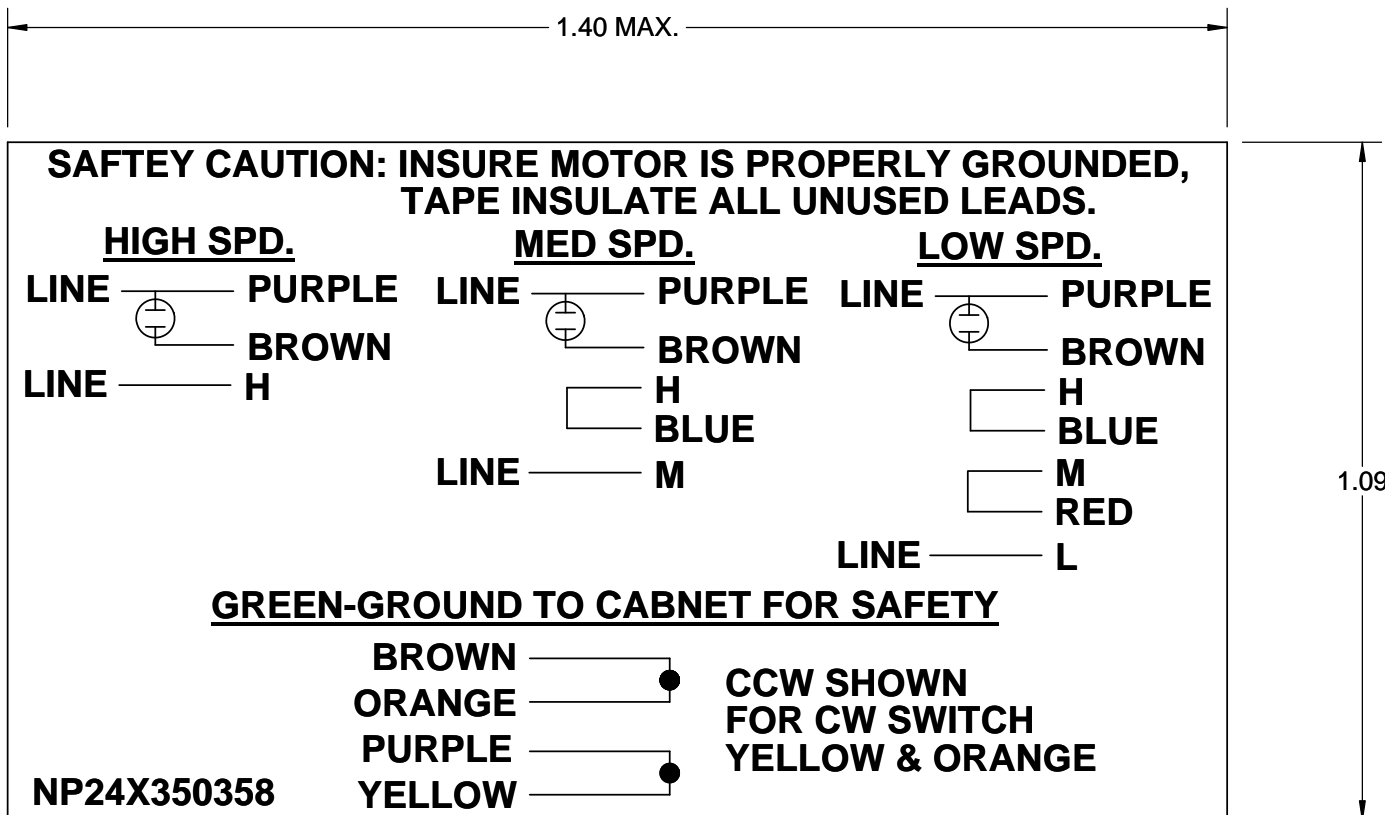 1.40 MAX.
SAFTEY CAUTION: INSURE MOTOR IS PROPERLY GROUNDED,
TAPE INSULATE ALL UNUSED LEADS.
HIGH SPD.
LINE PURPLE
BROWN
LINE H
MED SPD.
LINE PURPLE
BROWN
H
BLUE
LINE M
LOW SPD.
LINE PURPLE
BROWN
H
BLUE
M
RED
LINE L
1.09
GREEN-GROUND TO CABNET FOR SAFETY
BROWN
ORANGE
PURPLE
YELLOW
CCW SHOWN
FOR CW SWITCH
YELLOW & ORANGE
NP24X350358